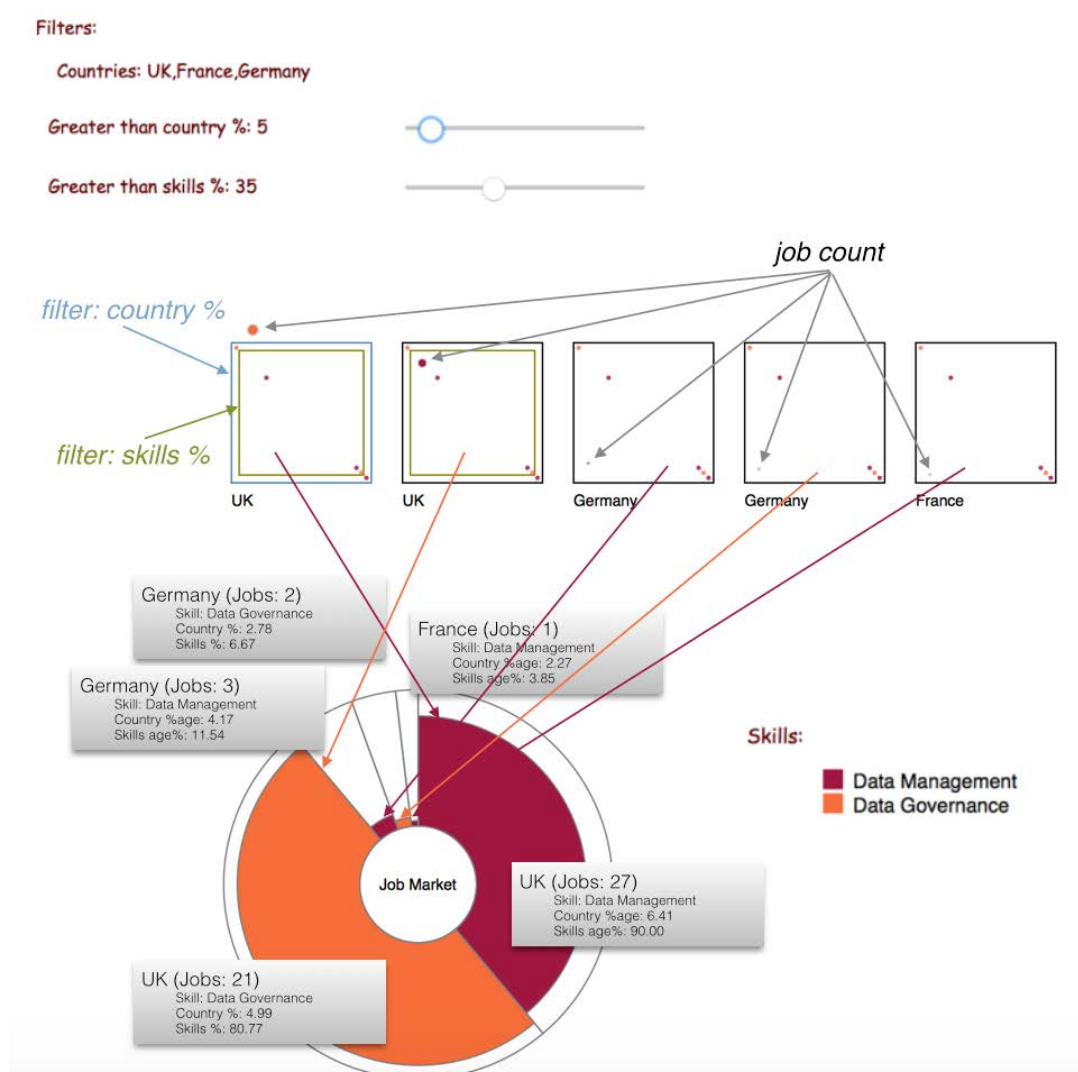 Filters:
Countries: UK,France,Germany
Greater than country %: 5
Greater than skills %: 35
job count
filter: country %
filter: skills %
UK
UK
Germany
Germany
France
Germany (Jobs: 2)
Skill: Data Governance
Country %: 2.78
Skills %: 6.67
France (Jobs: 1)
Skill: Data Management
Country %age: 2.27
Skills age%: 3.85
Germany (Jobs: 3)
Skill: Data Management
Country %age: 4.17
Skills age%: 11.54
Skills:
Data Management
Data Governance
Job Market
UK (Jobs: 27)
Skill: Data Management
Country %age: 6.41
Skills age%: 90.00
UK (Jobs: 21)
Skill: Data Governance
Country %: 4.99
Skills %: 80.77